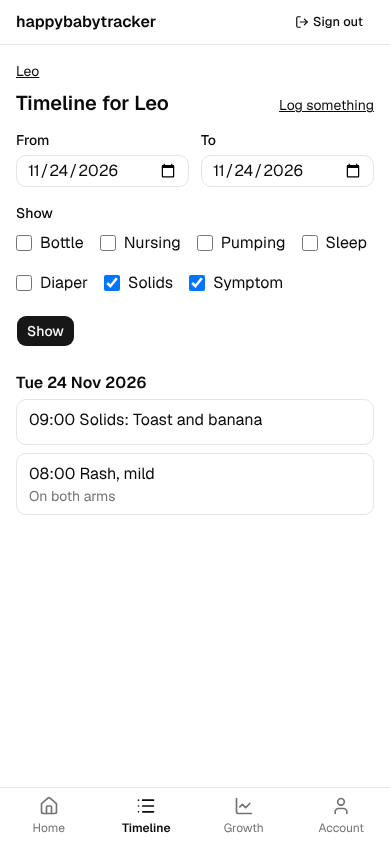 happybabytracker
Sign out
Leo
Timeline for Leo
Log something
From
To
11/24/2026
11/24/2026
Show
Bottle
Nursing
Pumping
Sleep
Diaper
Solids
Symptom
Show
Tue 24 Nov 2026
09:00 Solids: Toast and banana
08:00 Rash, mild
On both arms
Home
Timeline
Growth
Account